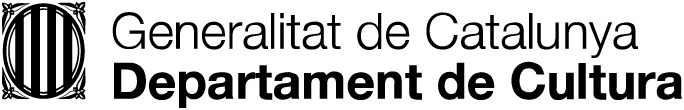 Generalitat de Catalunya
Departament de Cultura